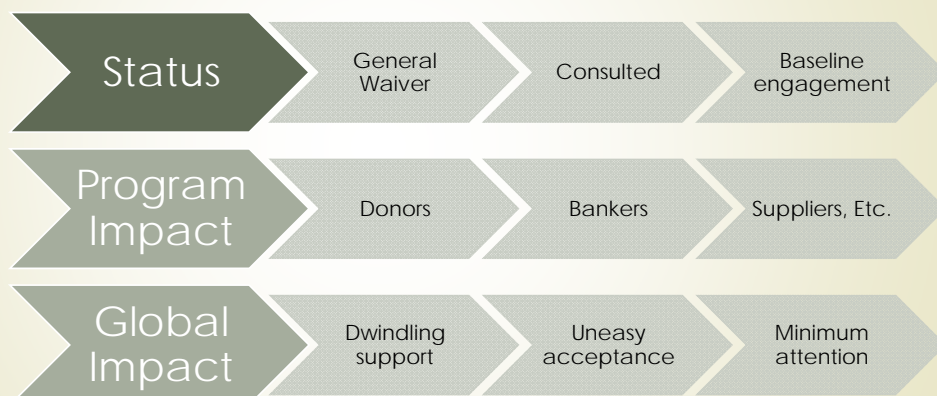 Status
General
Waiver
Consulted
Baseline
engagement
Program
Impact
Donors
Bankers
Suppliers, Etc.
Global
Impact
Dwindling
support
Uneasy
acceptance
Minimum
attention